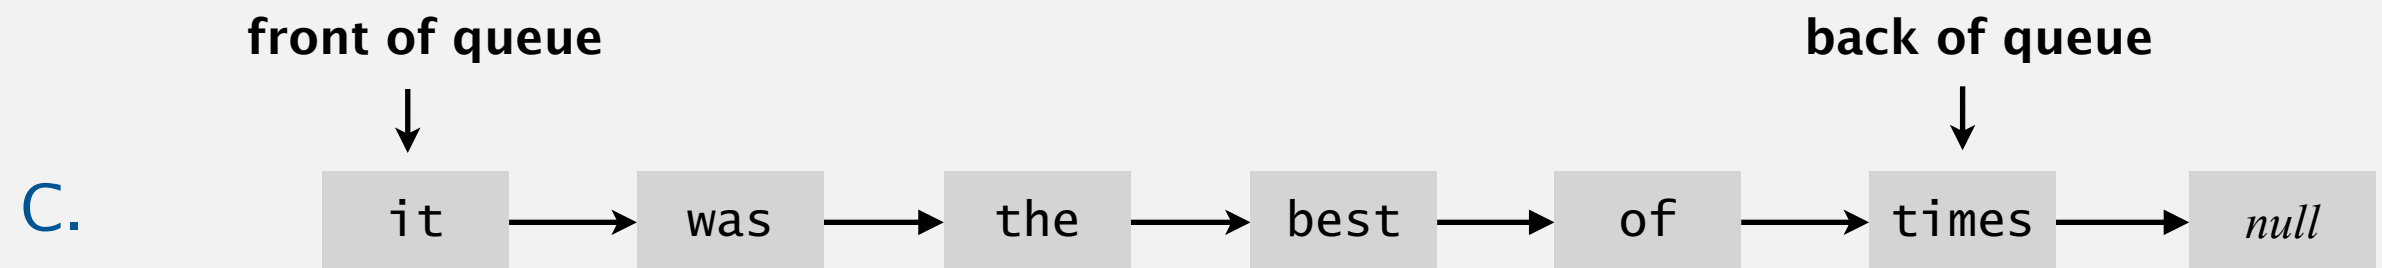 front of queue back of queue
C. it was the best of times null